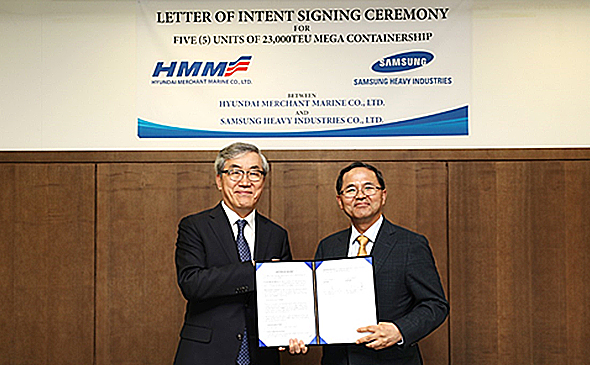 LETTER OF INTENT SIGNING CEREMONY
FOR
FIVE (5) UNITS OF 23,000TEU MEGA CONTAINERSHIP
HMM
HYUNDAI MERCHANT MARINE CO., LTD.
SAMSUNG
SAMSUNG HEAVY INDUSTRIES
BETWEEN
HYUNDAI MERCHANT MARINE CO., LTD.
AND
SAMSUNG HEAVY INDUSTRIES CO., LTD.